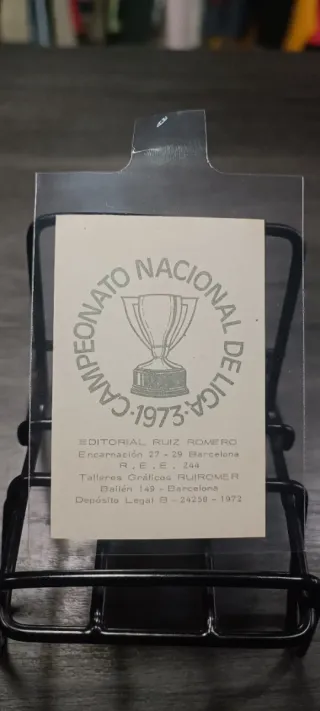 CAMPEONATO NACIONAL DE LIGA
·1973·
EDITORIAL RUIZ ROMERO
Encarnación 27 - 29 Barcelona
R. E. E. 244
Talleres Gráficos RUIROMER
Bailén 149 - Barcelona
Depósito Legal B - 24258 - 1972